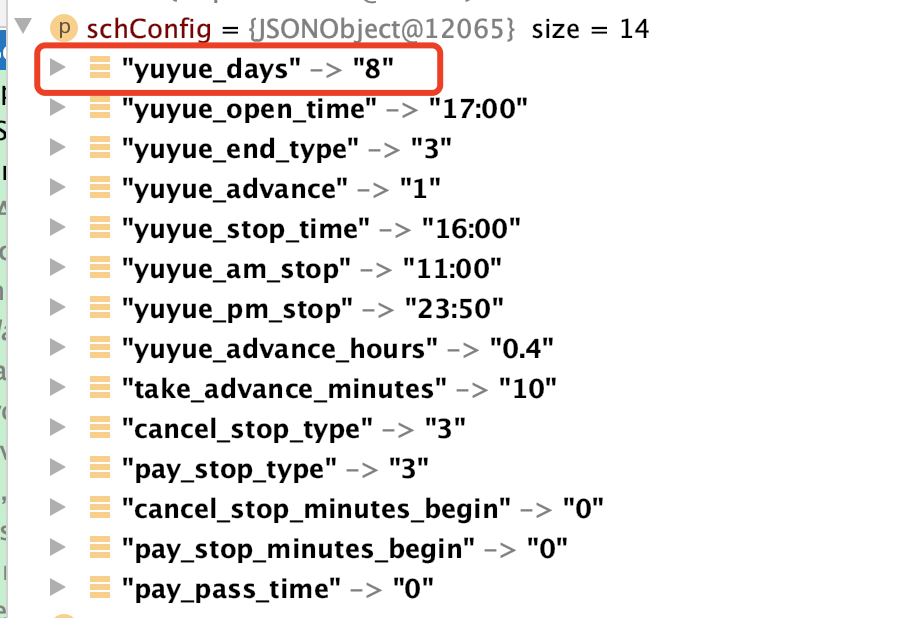 p schConfig = {JSONObject@12065} size = 14
"yuyue_days" -> "8"
"yuyue_open_time" -> "17:00"
"yuyue_end_type" -> "3"
"yuyue_advance" -> "1"
"yuyue_stop_time" -> "16:00"
"yuyue_am_stop" -> "11:00"
"yuyue_pm_stop" -> "23:50"
"yuyue_advance_hours" -> "0.4"
"take_advance_minutes" -> "10"
"cancel_stop_type" -> "3"
"pay_stop_type" -> "3"
"cancel_stop_minutes_begin" -> "0"
"pay_stop_minutes_begin" -> "0"
"pay_pass_time" -> "0"